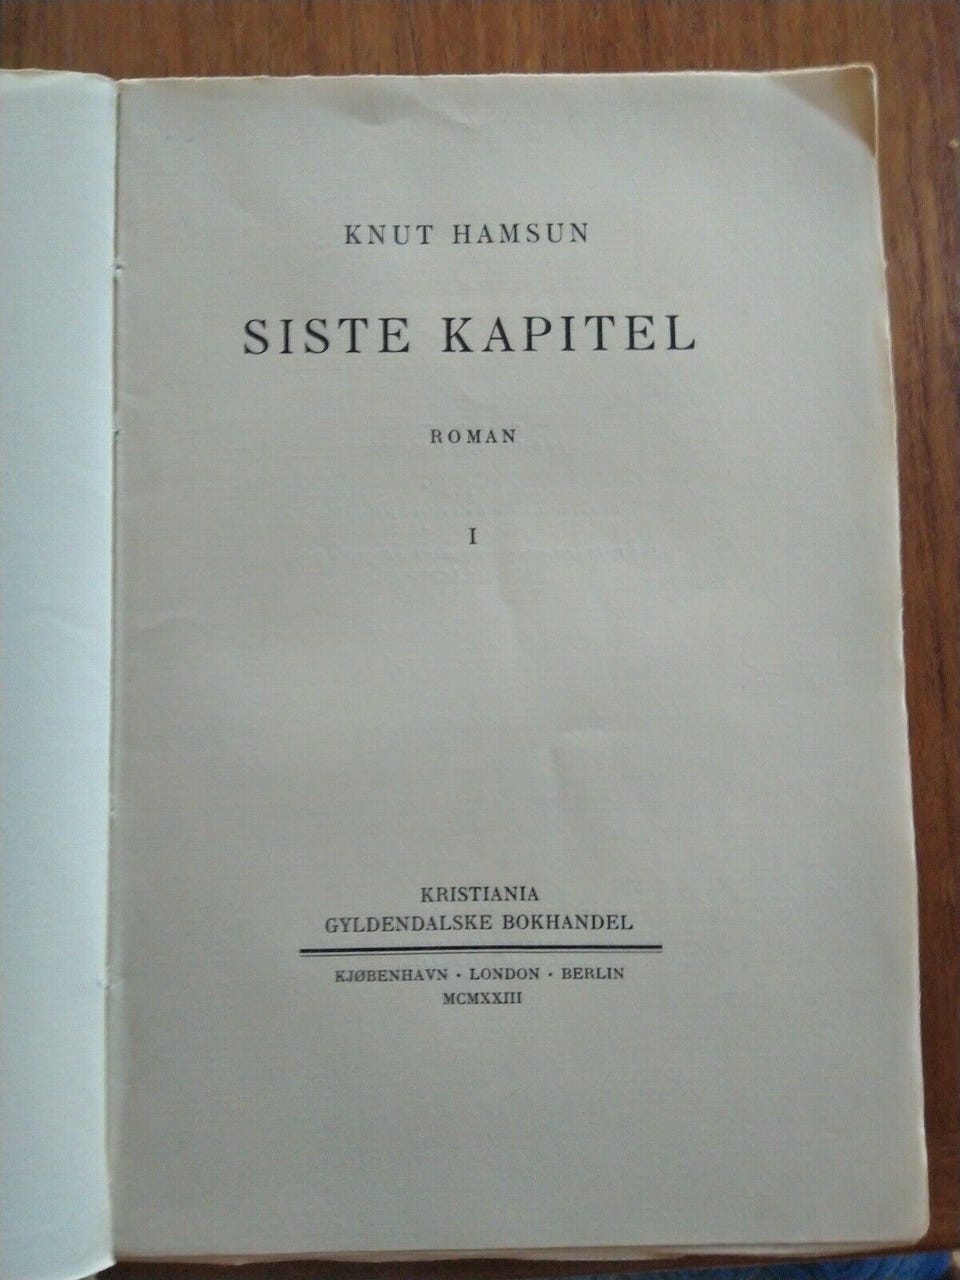 KNUT HAMSUN
SISTE KAPITEL
ROMAN
I
KRISTIANIA
GYLDENDALSKE BOKHANDEL
KJØBENHAVN · LONDON · BERLIN
MCMXXIII